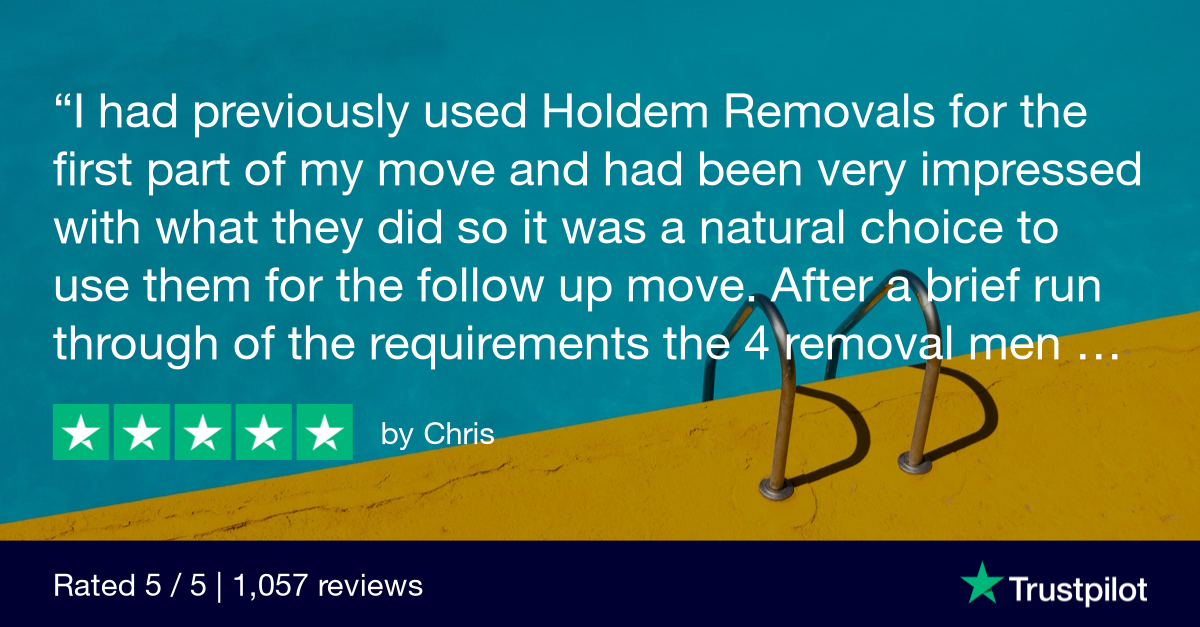 “I had previously used Holdem Removals for the
first part of my move and had been very impressed
with what they did so it was a natural choice to
use them for the follow up move. After a brief run
through of the requirements the 4 removal men …
by Chris
Rated 5 / 5 | 1,057 reviews
Trustpilot